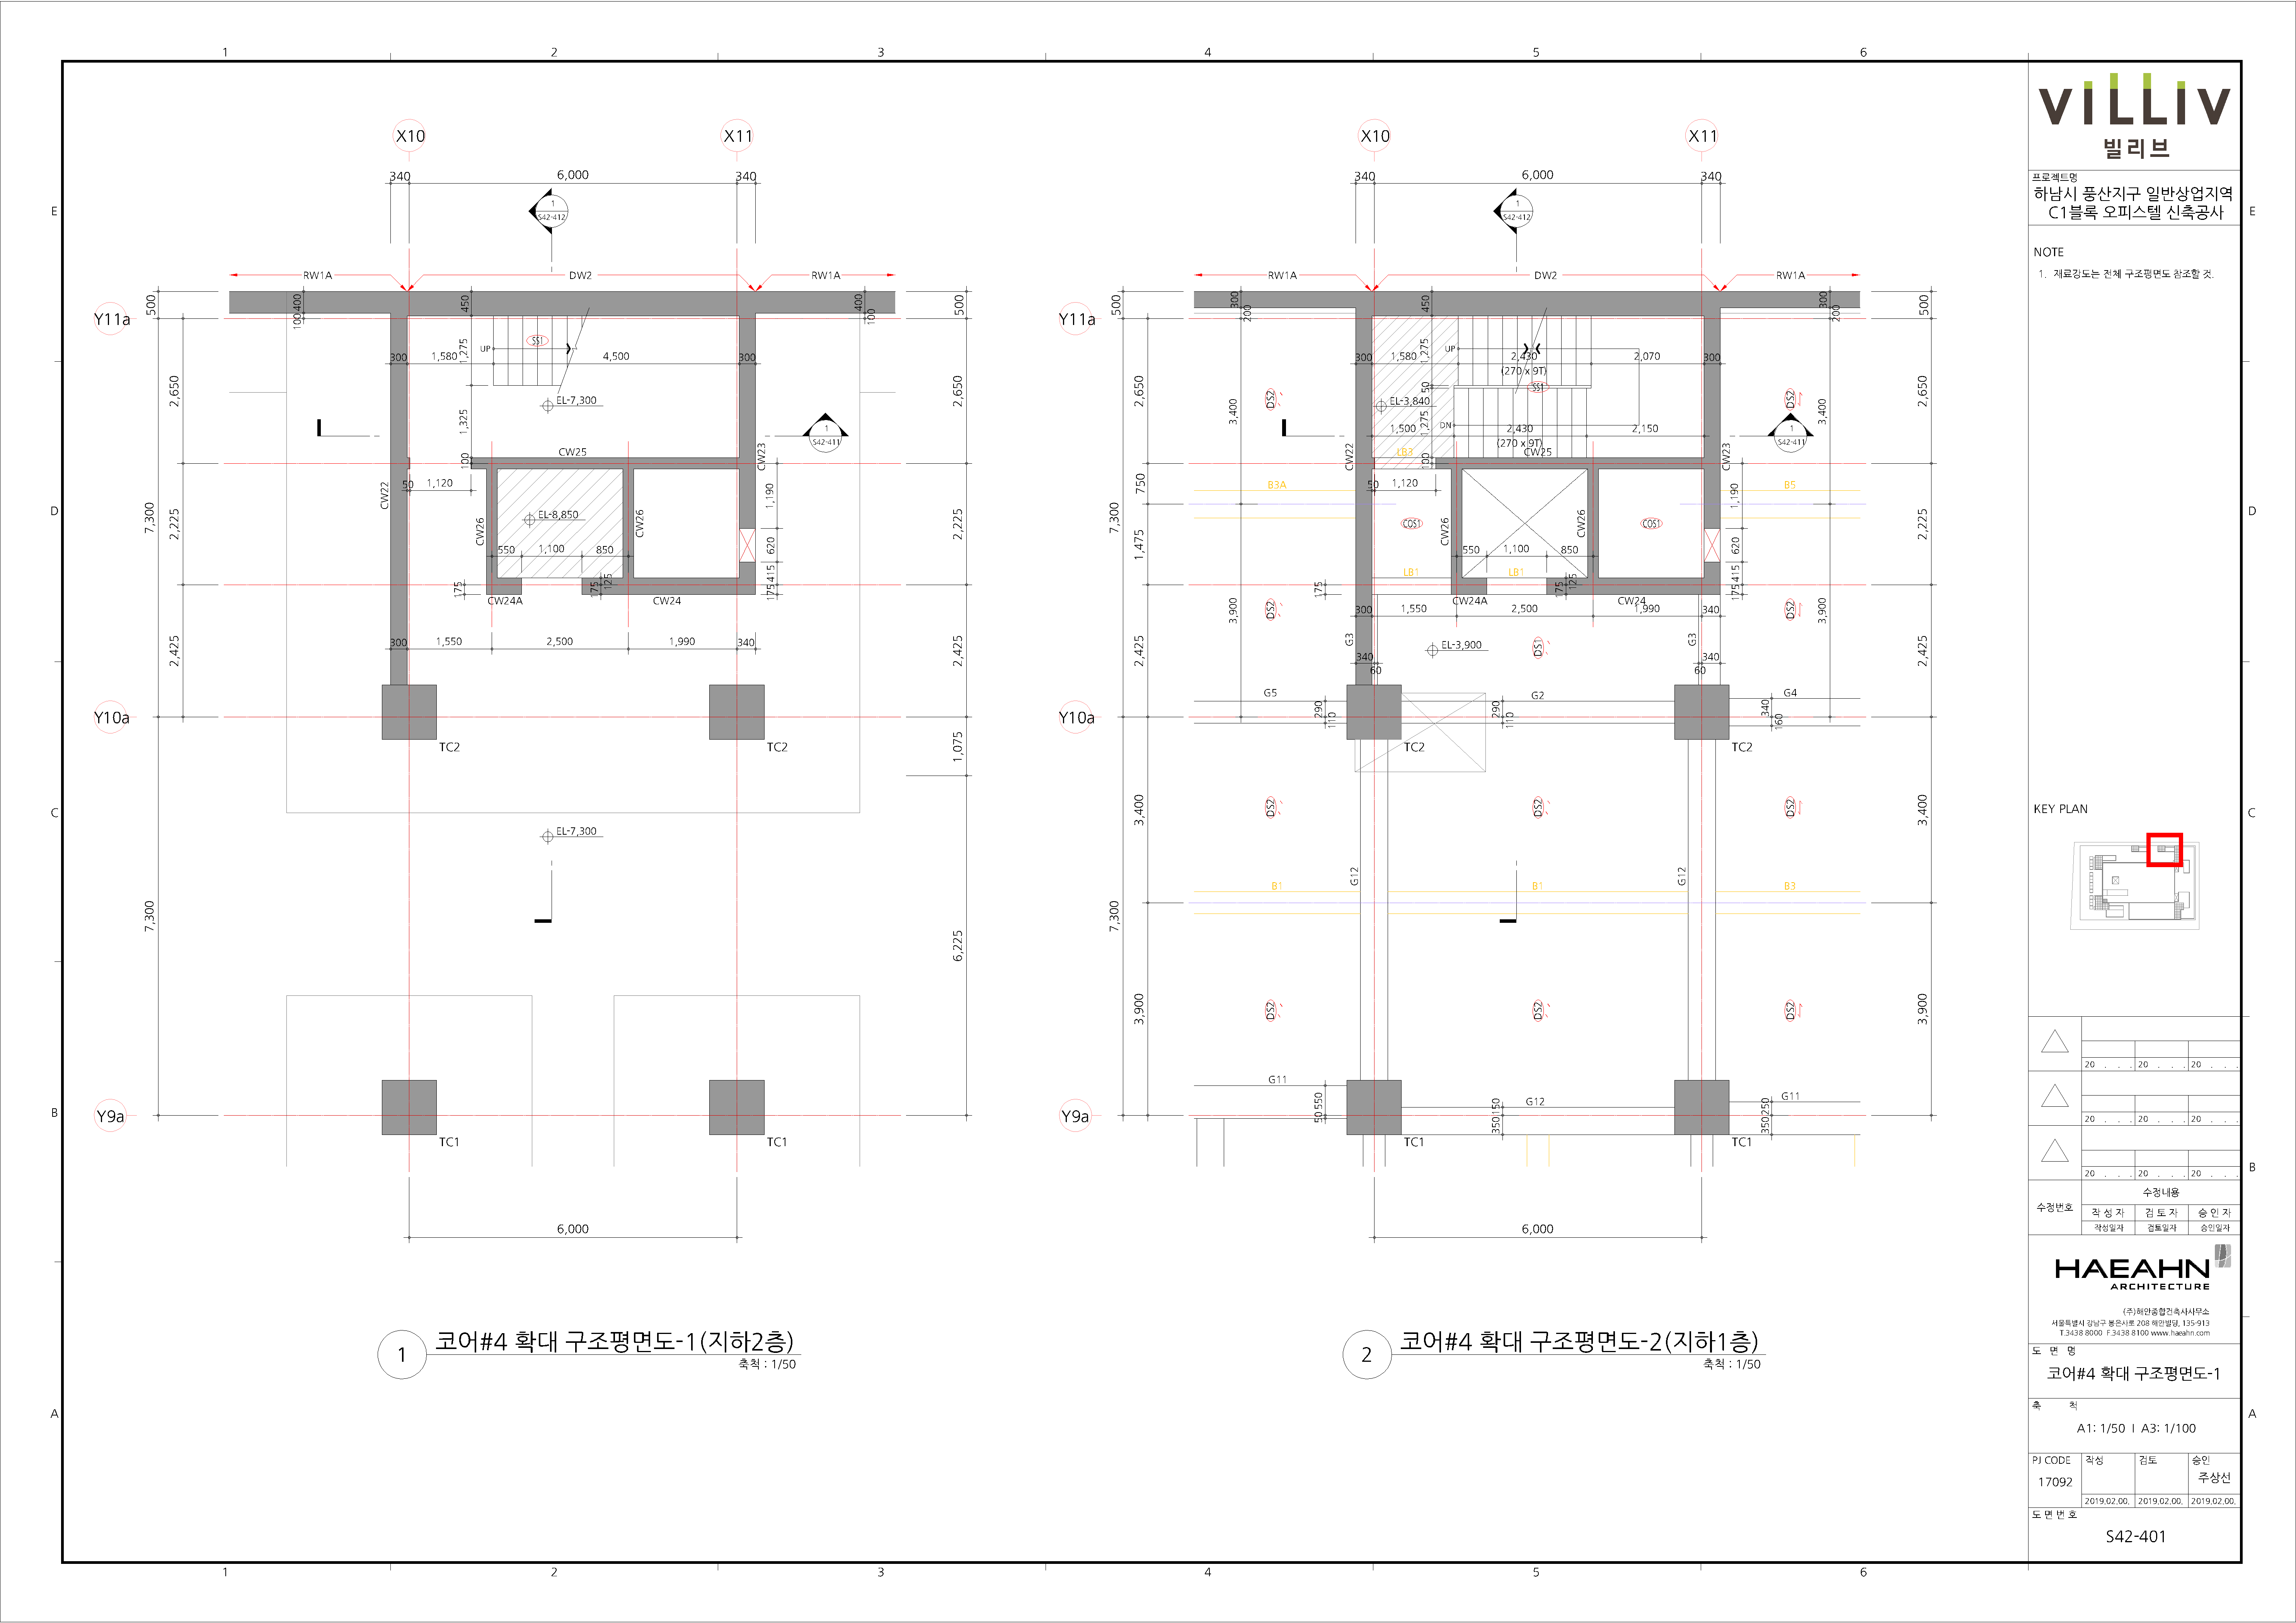 1 2 3 4 5 6
E
D
C
B
A
X10 X11
340 6,000 340
1
S42-412
RW1A DW2 RW1A
Y11a
500
400
100
450
400
100
500
UP
SS1
1,275
300 1,580 4,500 300
2,650
EL-7,300
2,650
1,325
1
S42-411
CW25
CW23
100
50 1,120
CW22
7,300
2,225
EL-8,850
CW26
CW26
1,190
620
415
175
2,225
550 1,100 850
175
175
125
CW24A CW24
300 1,550 2,500 1,990 340
2,425
2,425
Y10a
TC2 TC2
1,075
EL-7,300
7,300
6,225
Y9a
TC1 TC1
6,000
1
코어#4 확대 구조평면도-1(지하2층)
축척 : 1/50
X10 X11
340 6,000 340
1
S42-412
RW1A DW2 RW1A
Y11a
500
300
200
450
300
200
500
UP
1,275
300 1,580 2,430 2,070 300
(270 x 9T)
50
SS1
2,650
3,400
DS2
EL-3,840
DS2
3,400
2,650
DN
1,275
1,500 2,430 2,150
(270 x 9T)
1
S42-411
CW22
LB3
CW25
CW23
100
B3A
50 1,120
B5
750
7,300
1,475
COS1
CW26
CW26
COS1
1,190
620
415
175
2,225
550 1,100 850
LB1 LB1
175
175
125
CW24A CW24
300 1,550 2,500 1,990 340
3,900
DS2
DS2
3,900
G3
EL-3,900
DS1
G3
2,425
2,425
340
60
340
60
G5 G2 G4
290
110
290
110
340
160
Y10a
TC2 TC2
3,400
DS2 DS2 DS2
3,400
G12 G12
B1 B1 B3
7,300
3,900
DS2 DS2 DS2
3,900
G11 G12 G11
550
50
150
350
250
350
Y9a
TC1 TC1
6,000
2
코어#4 확대 구조평면도-2(지하1층)
축척 : 1/50
VILLIV
빌리브
프로젝트명
하남시 풍산지구 일반상업지역
C1블록 오피스텔 신축공사
NOTE
1. 재료강도는 전체 구조평면도 참조할 것.
KEY PLAN
20 . . . 20 . . . 20 . . .
20 . . . 20 . . . 20 . . .
20 . . . 20 . . . 20 . . .
수정번호
수정내용
작 성 자 검 토 자 승 인 자
작성일자 검토일자 승인일자
HAEAHN
ARCHITECTURE
(주)해안종합건축사사무소
서울특별시 강남구 봉은사로 208 해안빌딩, 135-913
T.3438 8000 F.3438 8100 www.haeahn.com
도 면 명
코어#4 확대 구조평면도-1
축 척
A1: 1/50 I A3: 1/100
PJ CODE 작성 검토 승인
17092 주상선
2019.02.00. 2019.02.00. 2019.02.00.
도 면 번 호
S42-401
E
D
C
B
A
1 2 3 4 5 6